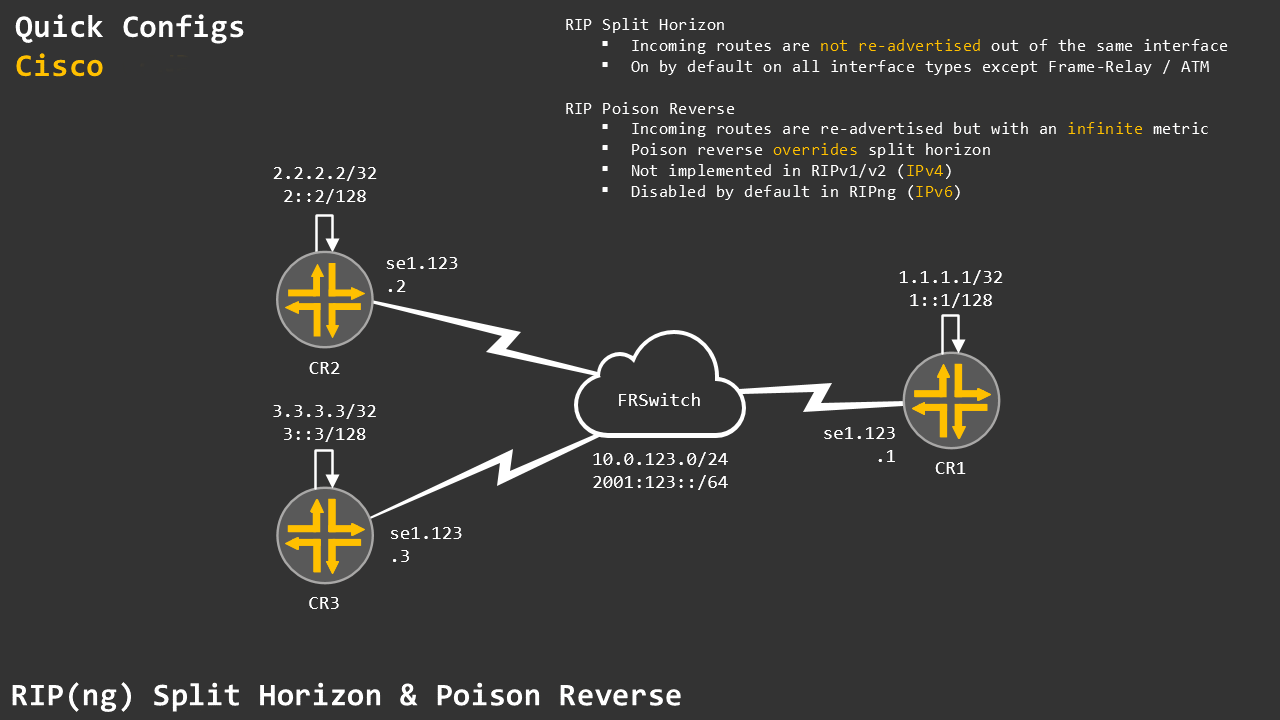 Quick Configs
Cisco
RIP Split Horizon
▪ Incoming routes are not re-advertised out of the same interface
▪ On by default on all interface types except Frame-Relay / ATM
RIP Poison Reverse
▪ Incoming routes are re-advertised but with an infinite metric
▪ Poison reverse overrides split horizon
▪ Not implemented in RIPv1/v2 (IPv4)
▪ Disabled by default in RIPng (IPv6)
2.2.2.2/32
2::2/128
se1.123
.2
CR2
3.3.3.3/32
3::3/128
se1.123
.3
CR3
FRSwitch
10.0.123.0/24
2001:123::/64
1.1.1.1/32
1::1/128
se1.123
.1
CR1
RIP(ng) Split Horizon & Poison Reverse